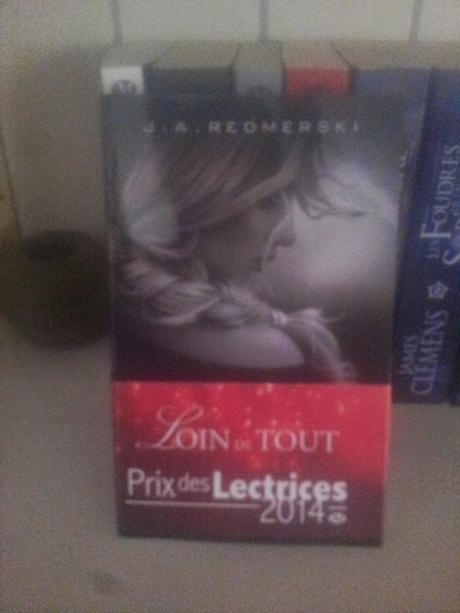 J.A. REDMERSKI
LOIN DE TOUT
Prix des Lectrices
2014
JAMES
CLEMENS
LES FOUDRES